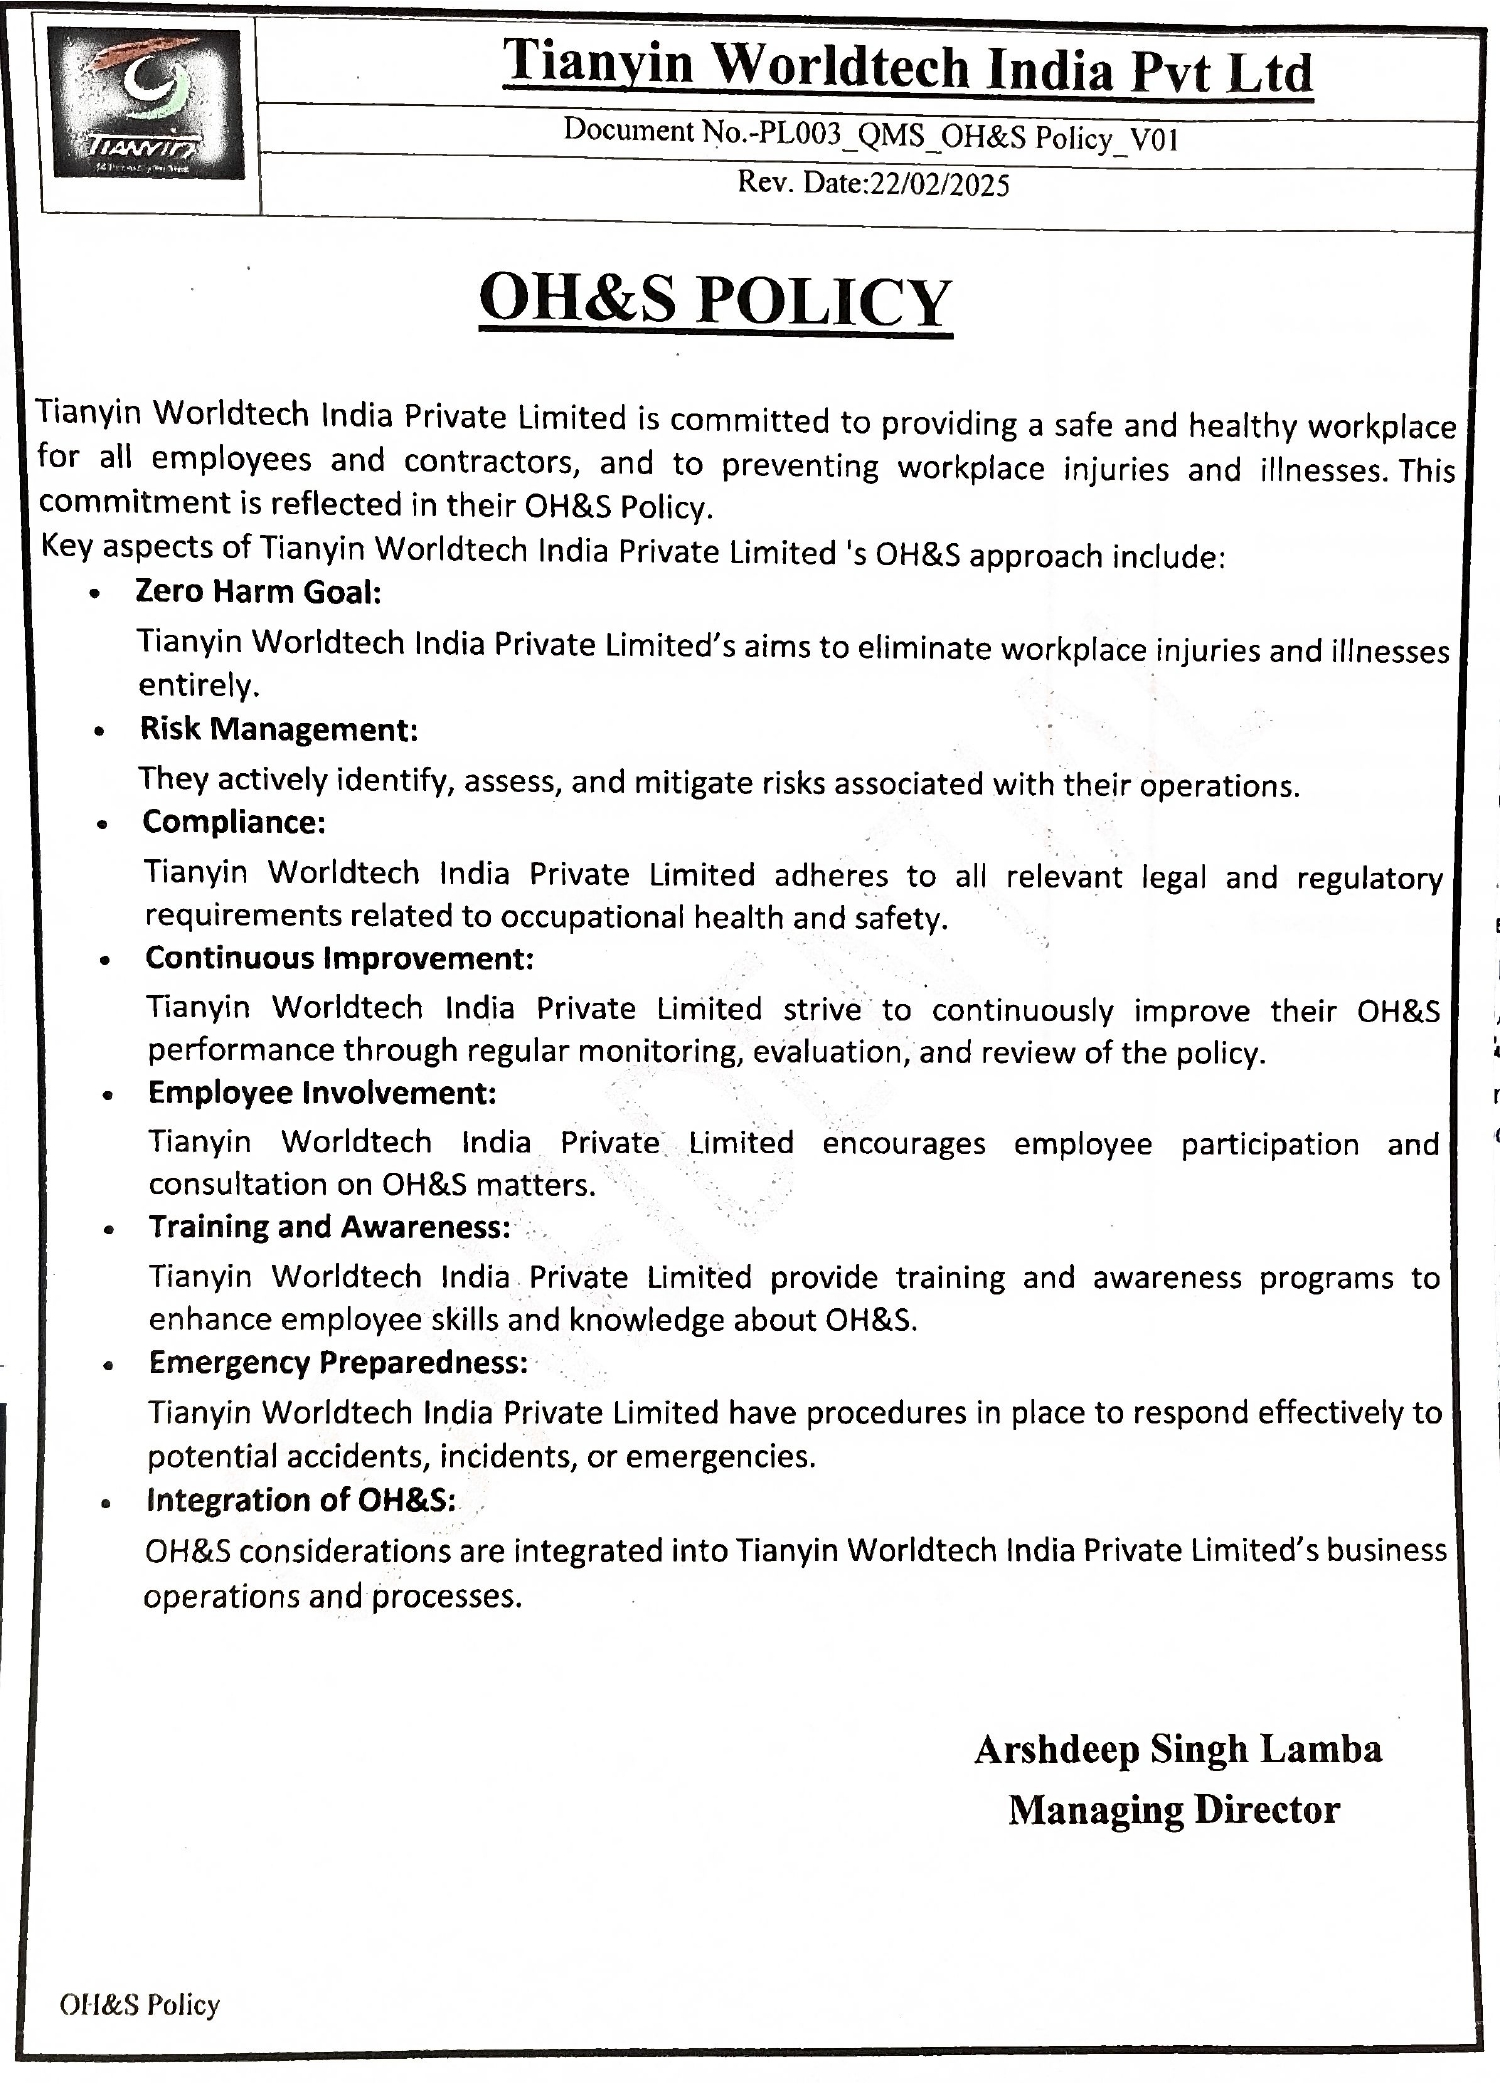 TIANYIN
Tianyin Worldtech India Pvt Ltd
Document No.-PL003_QMS_OH&S Policy_V01
Rev. Date:22/02/2025
OH&S POLICY
Tianyin Worldtech India Private Limited is committed to providing a safe and healthy workplace
for all employees and contractors, and to preventing workplace injuries and illnesses. This
commitment is reflected in their OH&S Policy.
Key aspects of Tianyin Worldtech India Private Limited 's OH&S approach include:
• Zero Harm Goal:
Tianyin Worldtech India Private Limited’s aims to eliminate workplace injuries and illnesses
entirely.
• Risk Management:
They actively identify, assess, and mitigate risks associated with their operations.
• Compliance:
Tianyin Worldtech India Private Limited adheres to all relevant legal and regulatory
requirements related to occupational health and safety.
• Continuous Improvement:
Tianyin Worldtech India Private Limited strive to continuously improve their OH&S
performance through regular monitoring, evaluation, and review of the policy.
• Employee Involvement:
Tianyin Worldtech India Private Limited encourages employee participation and
consultation on OH&S matters.
• Training and Awareness:
Tianyin Worldtech India Private Limited provide training and awareness programs to
enhance employee skills and knowledge about OH&S.
• Emergency Preparedness:
Tianyin Worldtech India Private Limited have procedures in place to respond effectively to
potential accidents, incidents, or emergencies.
• Integration of OH&S:
OH&S considerations are integrated into Tianyin Worldtech India Private Limited’s business
operations and processes.
Arshdeep Singh Lamba
Managing Director
OH&S Policy